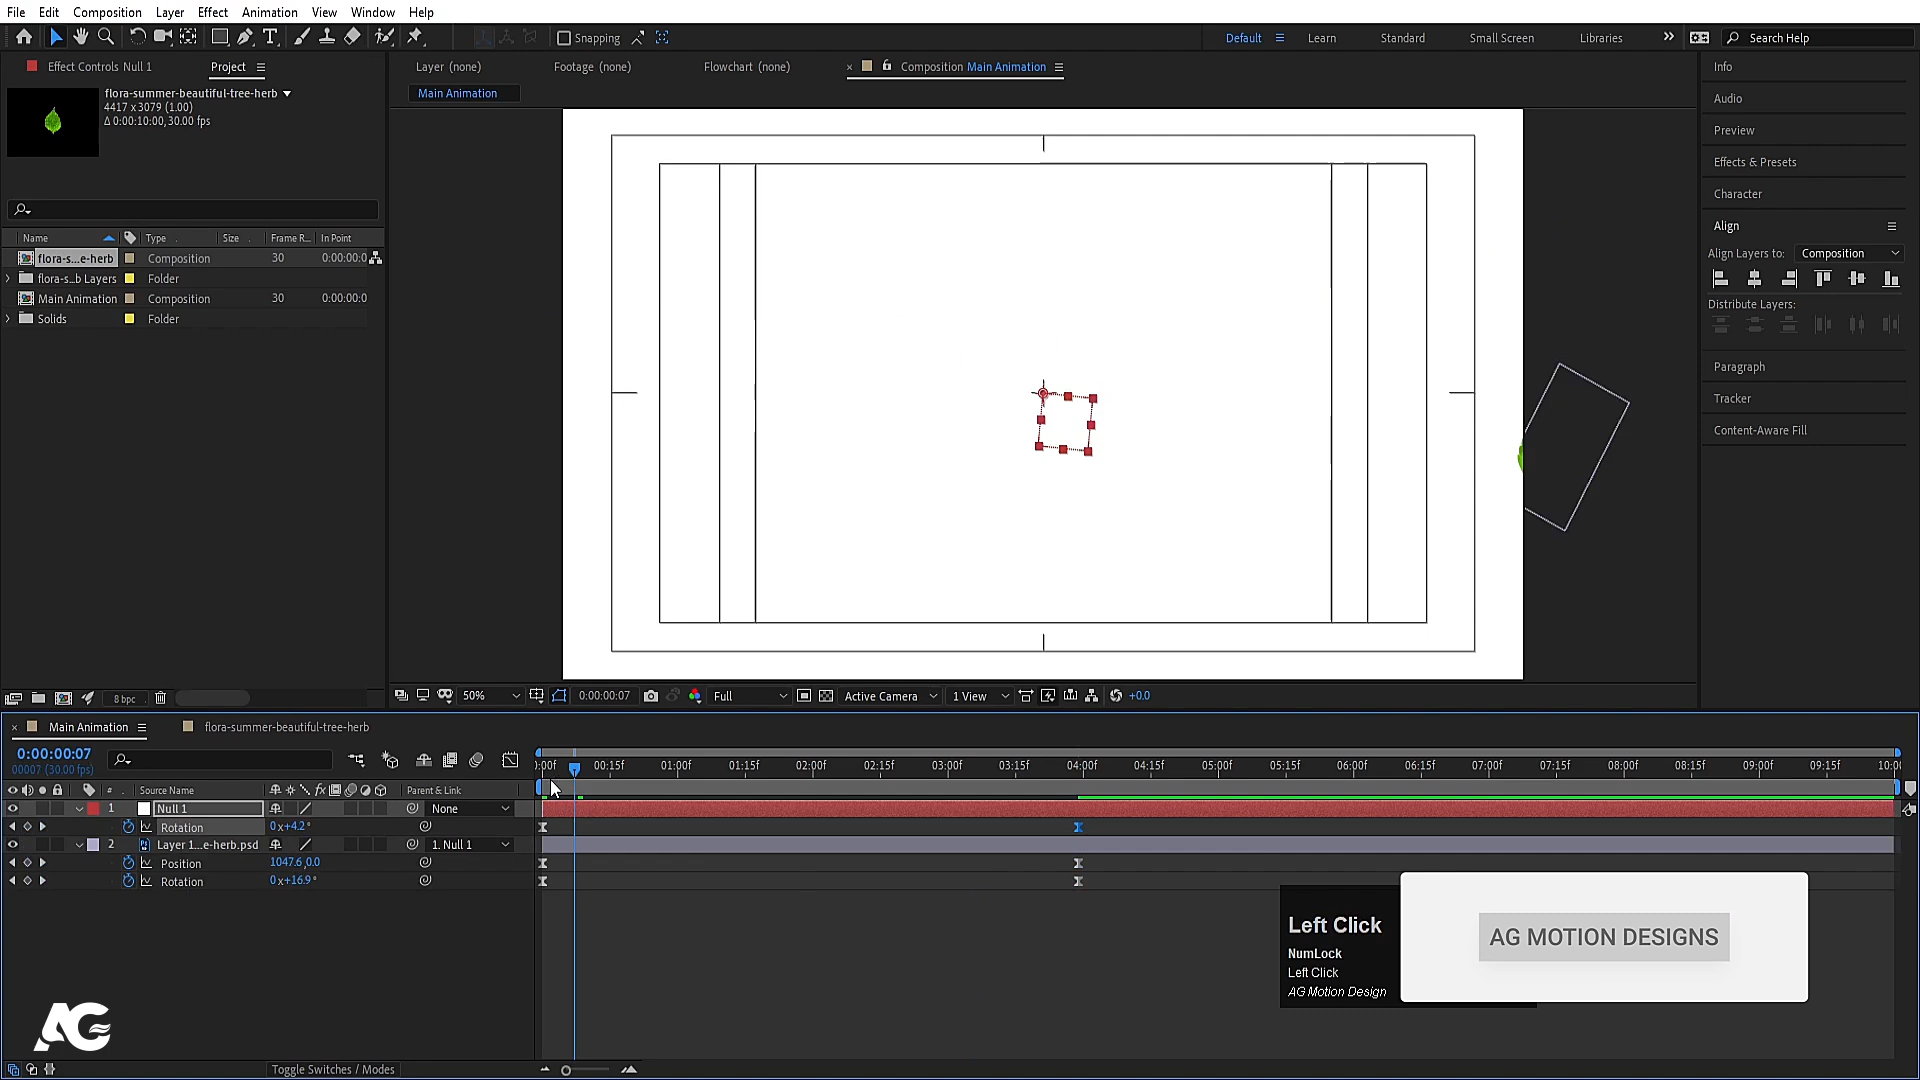 File Edit Composition Layer Effect Animation View Window Help
Snapping Default Learn Standard Small Screen Libraries Search Help
Effect Controls Null 1 Project
Layer (none) Footage (none) Flowchart (none) × Composition Main Animation
Main Animation
flora-summer-beautiful-tree-herb
4417 x 3079 (1.00)
Δ 0:00:10:00, 30.00 fps
Name Type Size Frame R... In Point
flora-s...e-herb Composition 30 0:00:00:0
flora-s...b Layers Folder
Main Animation Composition 30 0:00:00:0
Solids Folder
8 bpc
50% 0:00:00:07 Full Active Camera 1 View +0.0
Info
Audio
Preview
Effects & Presets
Character
Align
Align Layers to: Composition
Distribute Layers:
Paragraph
Tracker
Content-Aware Fill
× Main Animation flora-summer-beautiful-tree-herb
0:00:00:07
00007 (30.00 fps)
):00f 00:15f 01:00f 01:15f 02:00f 02:15f 03:00f 03:15f 04:00f 04:15f 05:00f 05:15f 06:00f 06:15f 07:00f 07:15f 08:00f 08:15f 09:00f 09:15f 10:0(
# Source Name fx Parent & Link
1 Null 1 None
Rotation 0x+4.2°
2 Layer 1...e-herb.psd 1. Null 1
Position 1047.6,0.0
Rotation 0x+16.9°
Left Click
NumLock
Left Click
AG Motion Design
AG MOTION DESIGNS
AG
Toggle Switches / Modes